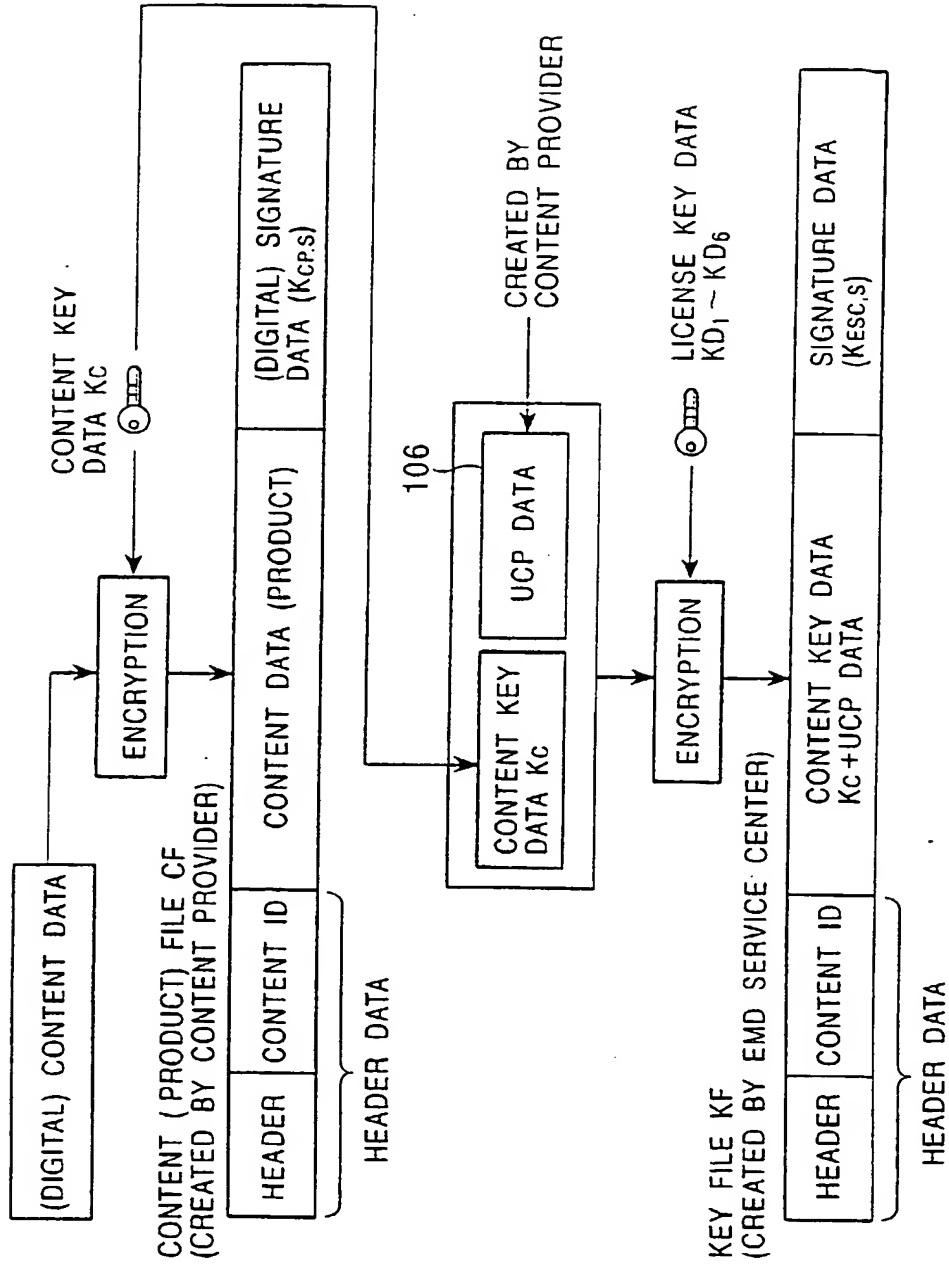 (DIGITAL) CONTENT DATA
CONTENT KEY
DATA Kc
ENCRYPTION
CONTENT (PRODUCT) FILE CF
(CREATED BY CONTENT PROVIDER)
HEADER
CONTENT ID
CONTENT DATA (PRODUCT)
(DIGITAL) SIGNATURE
DATA (KCP,S)
HEADER DATA
106
CONTENT KEY
DATA Kc
UCP DATA
CREATED BY
CONTENT PROVIDER
ENCRYPTION
LICENSE KEY DATA
KD1 ~ KD6
KEY FILE KF
(CREATED BY EMD SERVICE CENTER)
HEADER
CONTENT ID
CONTENT KEY DATA
Kc+UCP DATA
SIGNATURE DATA
(KESC,S)
HEADER DATA